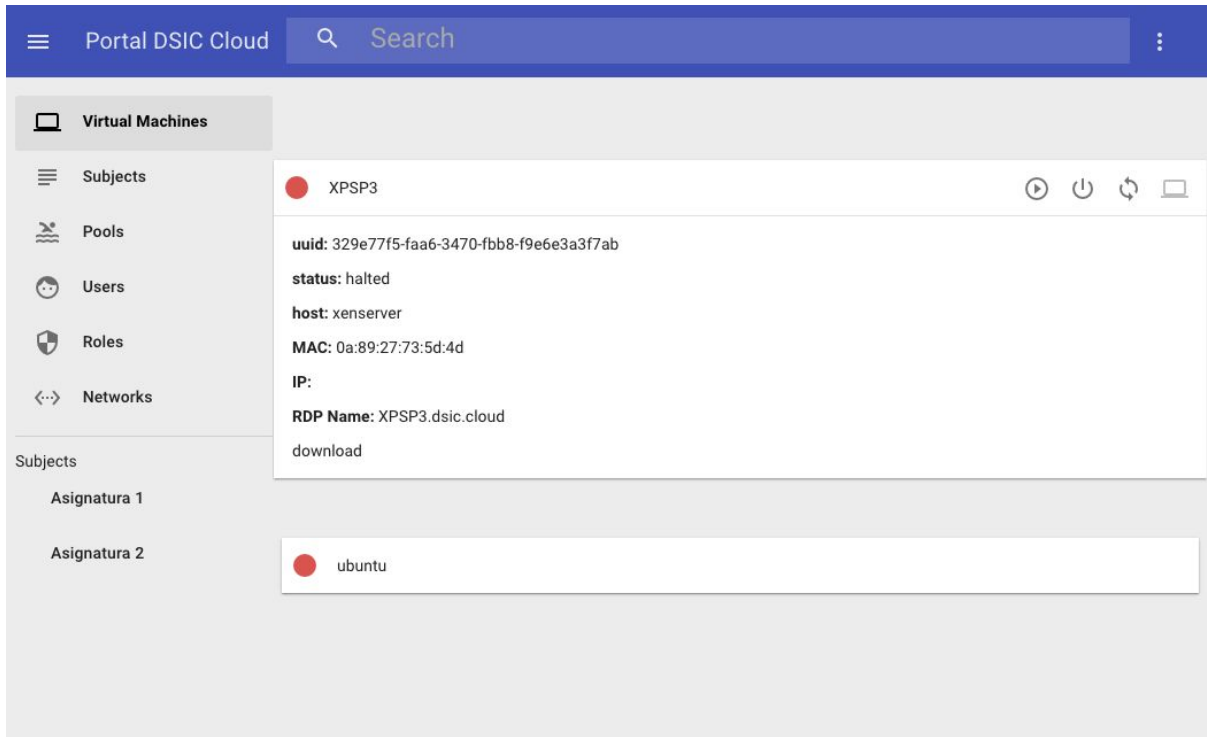 Portal DSIC Cloud
Search
Virtual Machines
Subjects
Pools
Users
Roles
Networks
Subjects
Asignatura 1
Asignatura 2
XPSP3
uuid: 329e77f5-faa6-3470-fbb8-f9e6e3a3f7ab
status: halted
host: xenserver
MAC: 0a:89:27:73:5d:4d
IP:
RDP Name: XPSP3.dsic.cloud
download
ubuntu